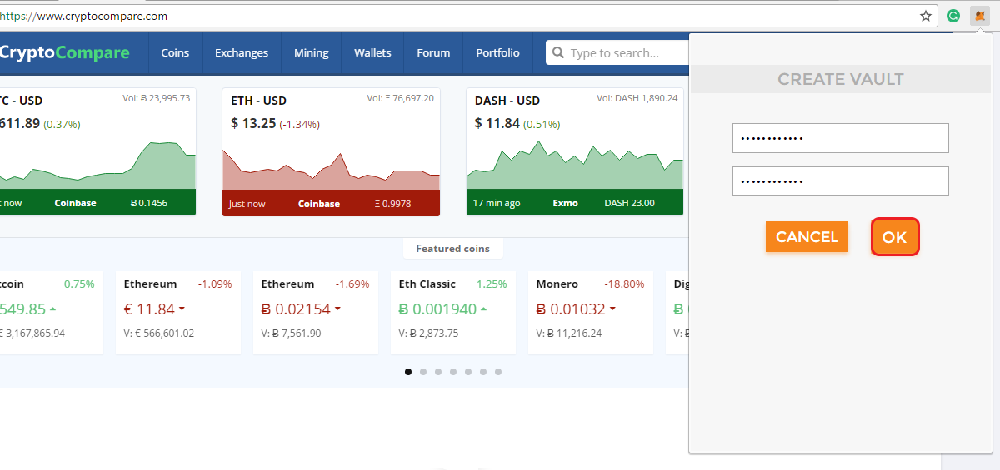 https://www.cryptocompare.com
CryptoCompare
Coins
Exchanges
Mining
Wallets
Forum
Portfolio
Type to search...
CREATE VAULT
••••••••••••
••••••••••••
CANCEL
OK
TC - USD
Vol: Ƀ 23,995.73
611.89 (0.37%)
now
Coinbase
Ƀ 0.1456
ETH - USD
Vol: Ξ 76,697.20
$ 13.25 (-1.34%)
Just now
Coinbase
Ξ 0.9978
DASH - USD
Vol: DASH 1,890.24
$ 11.84 (0.51%)
17 min ago
Exmo
DASH 23.00
Featured coins
tcoin
0.75%
549.85
€ 3,167,865.94
Ethereum
-1.09%
€ 11.84
V: € 566,601.02
Ethereum
-1.69%
Ƀ 0.02154
V: Ƀ 7,561.90
Eth Classic
1.25%
Ƀ 0.001940
V: Ƀ 2,873.75
Monero
-18.80%
Ƀ 0.01032
V: Ƀ 11,216.24
Dig
Ƀ
V: Ƀ